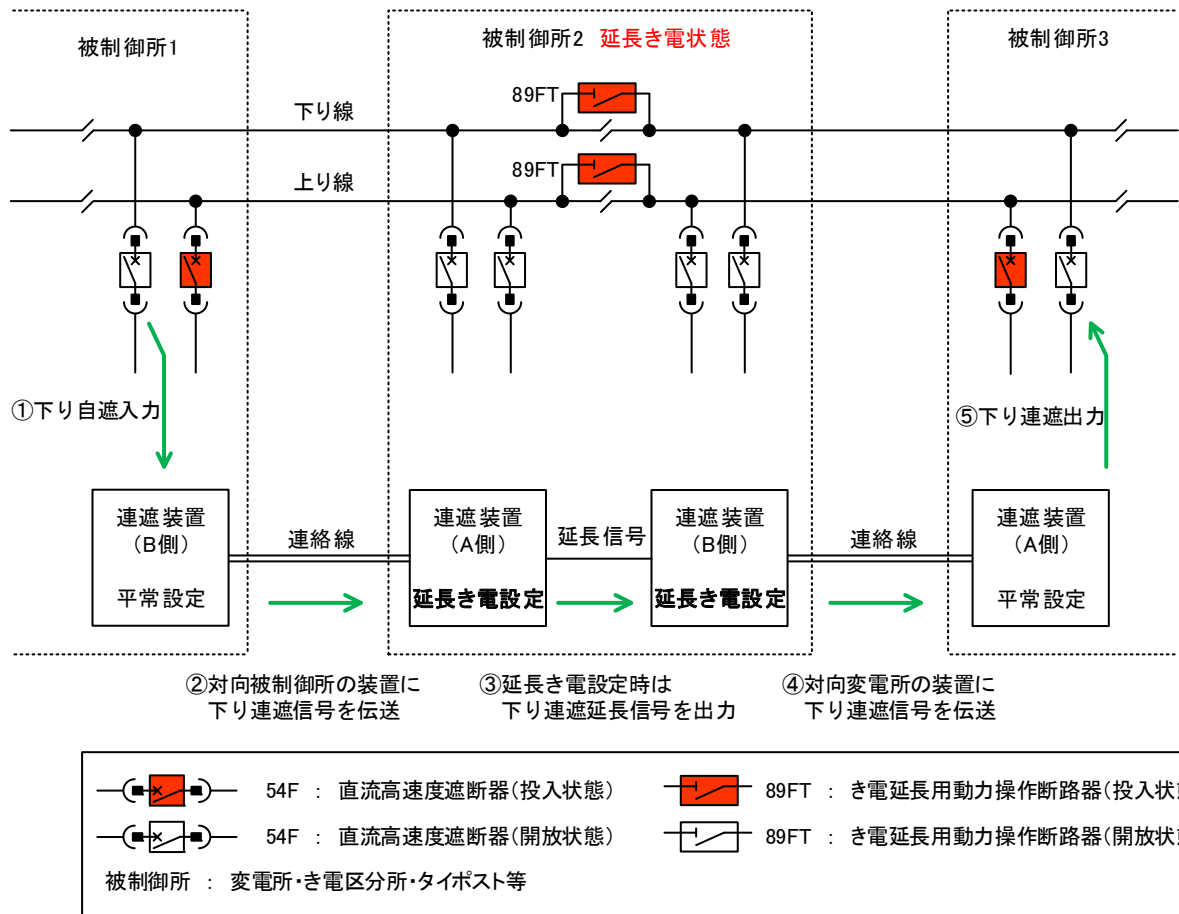 被制御所1
被制御所2 延長き電状態
被制御所3
89FT
下り線
89FT
上り線
①下り自遮入力
⑤下り連遮出力
連遮装置
(B側)
平常設定
連絡線
連遮装置
(A側)
延長き電設定
延長信号
連遮装置
(B側)
延長き電設定
連絡線
連遮装置
(A側)
平常設定
②対向被制御所の装置に
下り連遮信号を伝送
③延長き電設定時は
下り連遮延長信号を出力
④対向変電所の装置に
下り連遮信号を伝送
54F : 直流高速度遮断器(投入状態)
89FT : き電延長用動力操作断路器(投入状
54F : 直流高速度遮断器(開放状態)
89FT : き電延長用動力操作断路器(開放状
被制御所 : 変電所・き電区分所・タイポスト等